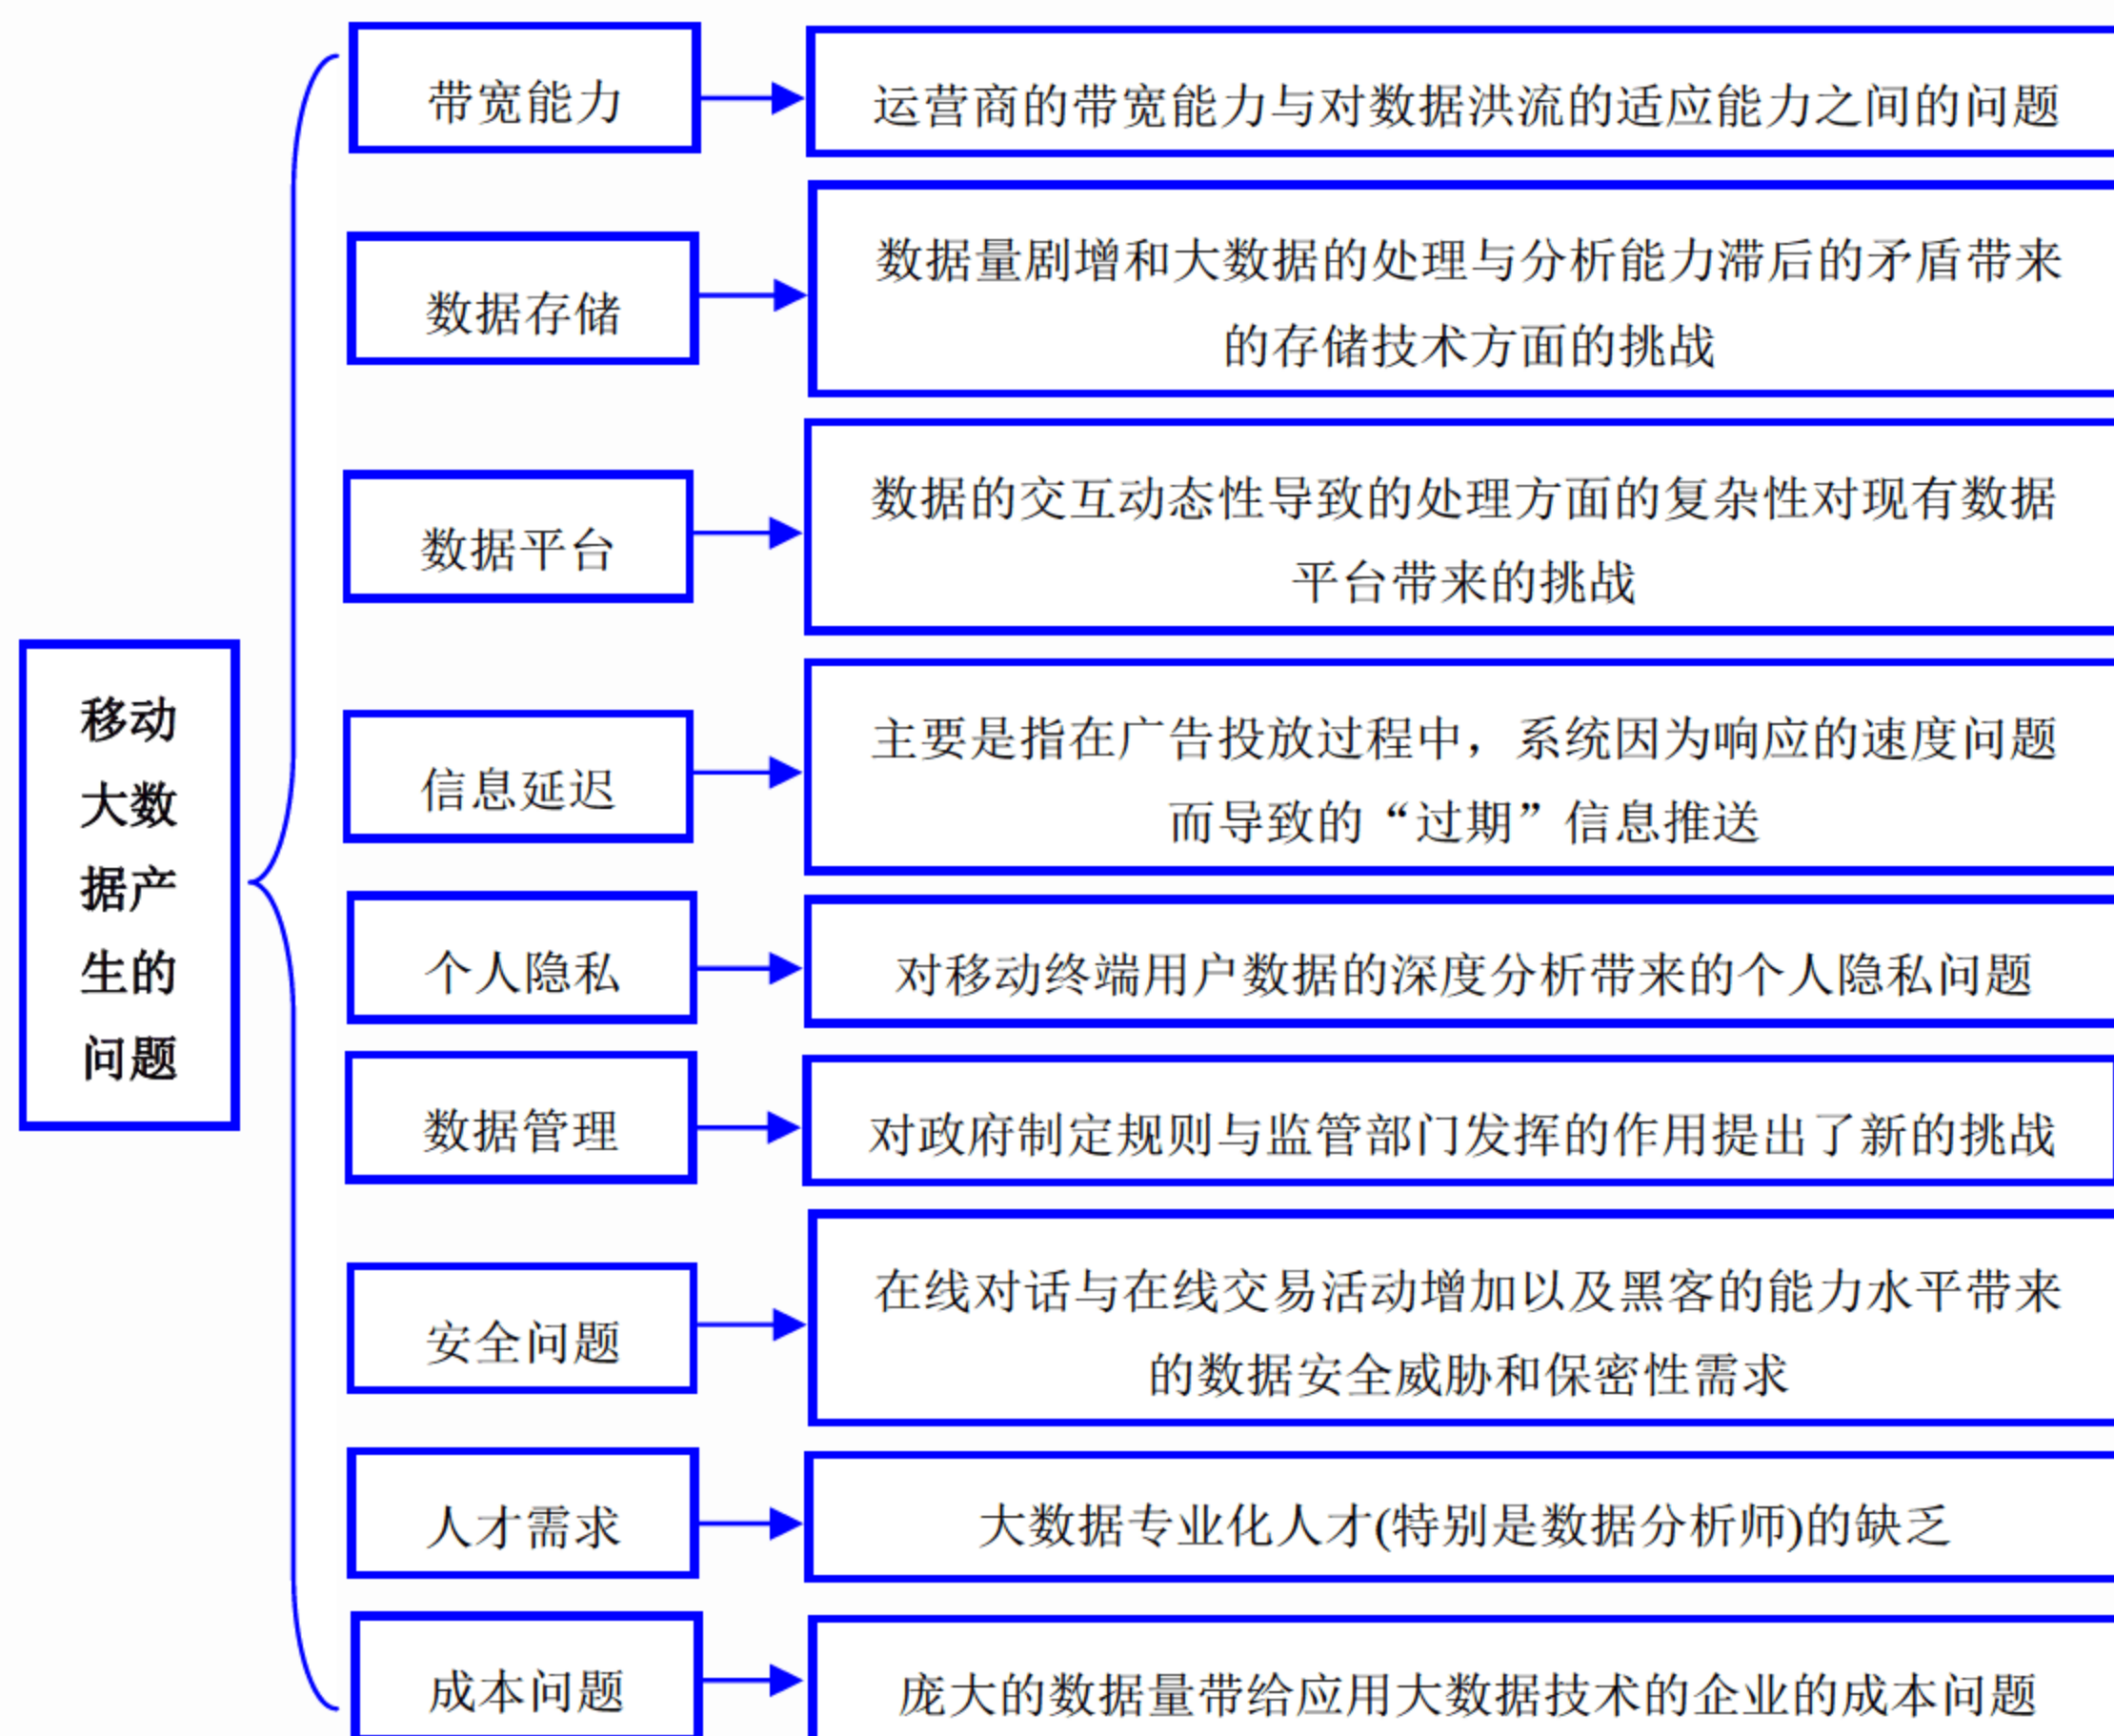 移动
大数
据产
生的
问题
带宽能力
运营商的带宽能力与对数据洪流的适应能力之间的问题
数据存储
数据量剧增和大数据的处理与分析能力滞后的矛盾带来
的存储技术方面的挑战
数据平台
数据的交互动态性导致的处理方面的复杂性对现有数据
平台带来的挑战
信息延迟
主要是指在广告投放过程中，系统因为响应的速度问题
而导致的“过期”信息推送
个人隐私
对移动终端用户数据的深度分析带来的个人隐私问题
数据管理
对政府制定规则与监管部门发挥的作用提出了新的挑战
安全问题
在线对话与在线交易活动增加以及黑客的能力水平带来
的数据安全威胁和保密性需求
人才需求
大数据专业化人才(特别是数据分析师)的缺乏
成本问题
庞大的数据量带给应用大数据技术的企业的成本问题